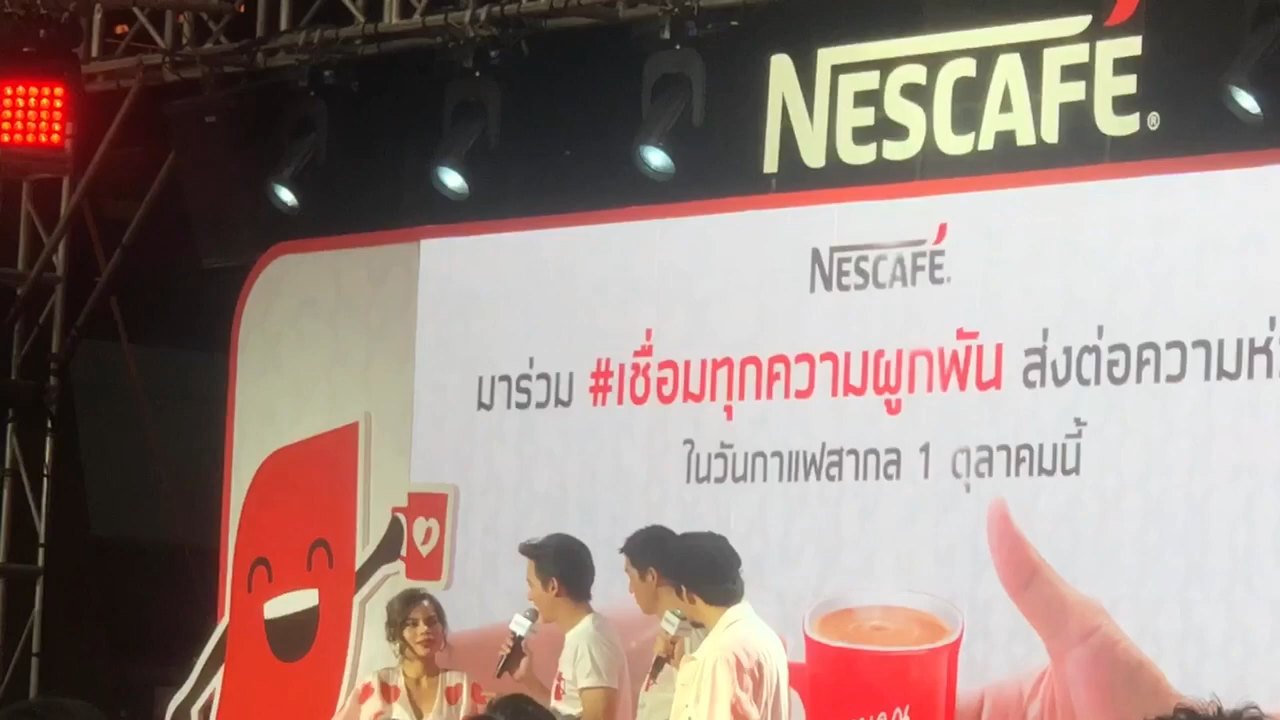 NESCAFÉ®
NESCAFÉ.
มาร่วม #เชื่อมทุกความผูกพัน ส่งต่อความ
ในวันกาแฟสากล 1 ตุลาคมนี้